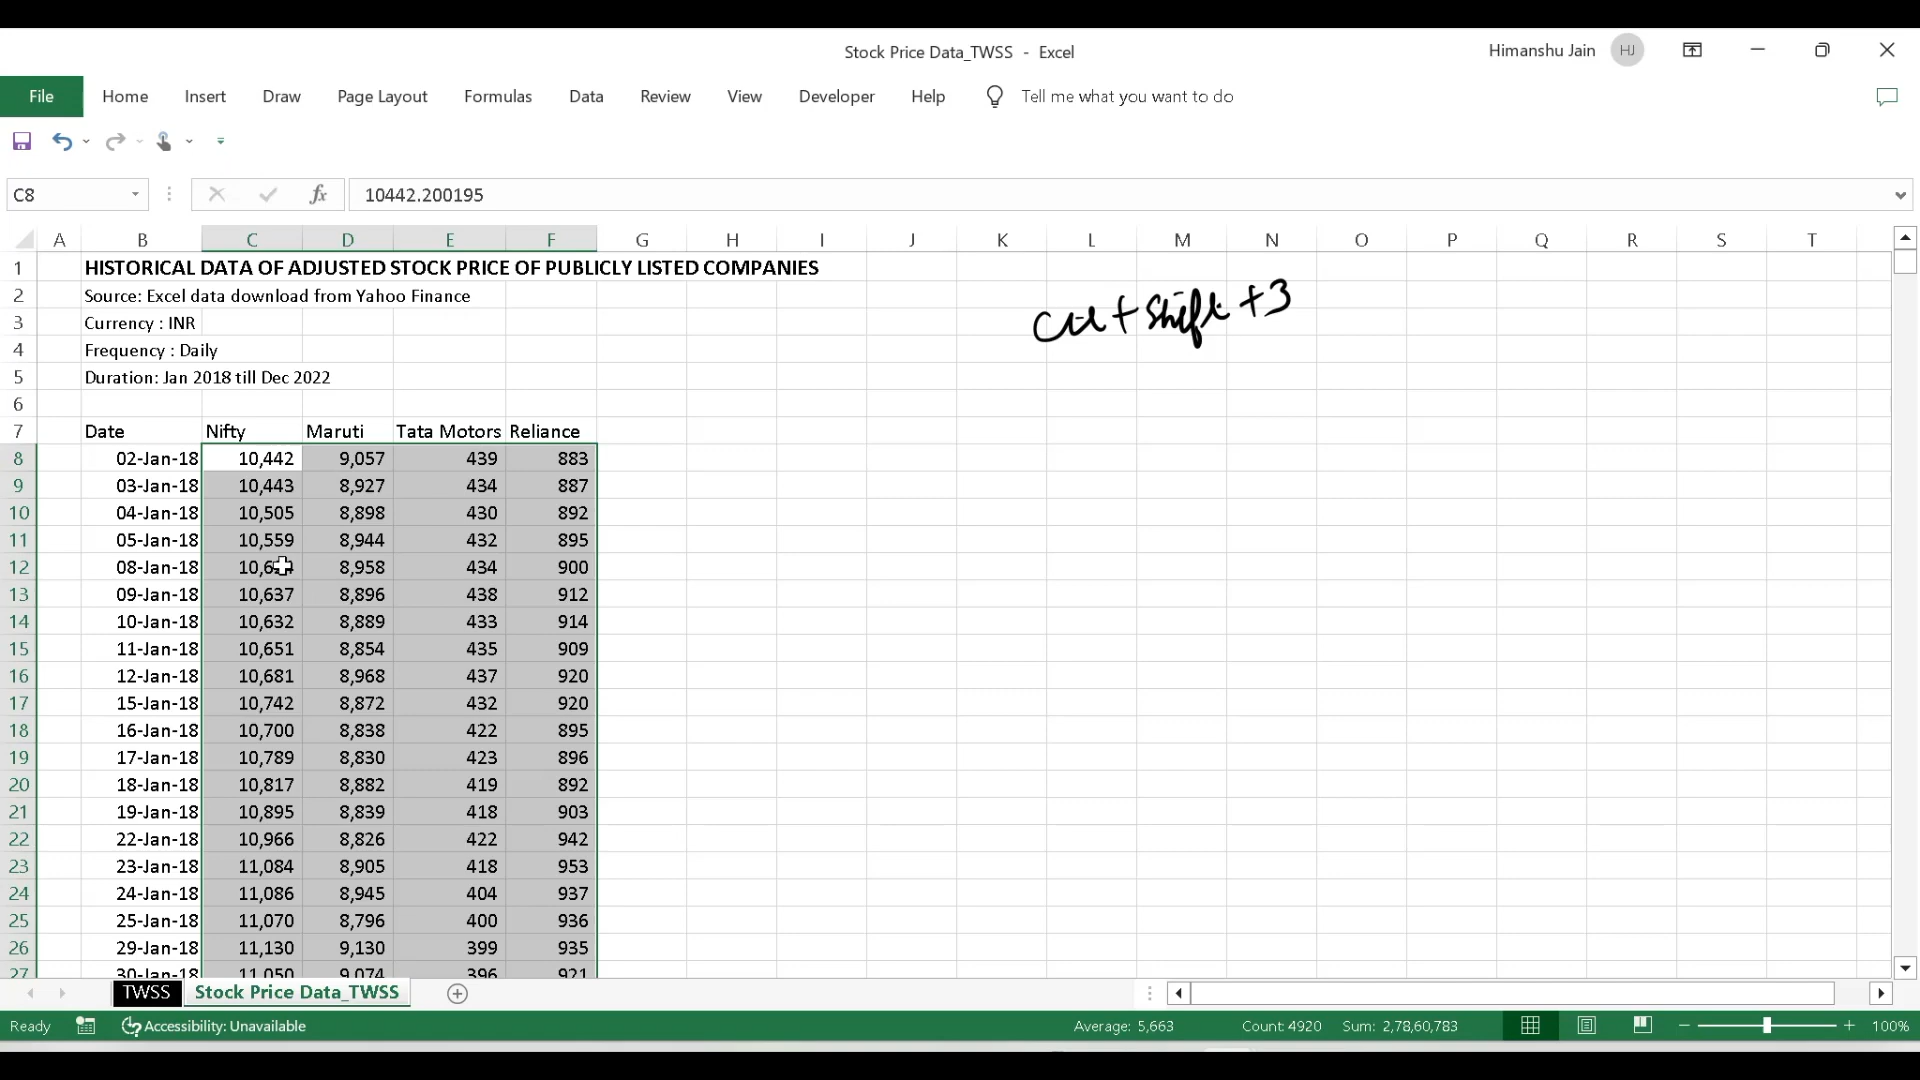 Stock Price Data_TWSS - Excel
Himanshu Jain HJ
File Home Insert Draw Page Layout Formulas Data Review View Developer Help Tell me what you want to do
C8 fx 10442.200195
A B C D E F G H I J K L M N O P Q R S T
1 HISTORICAL DATA OF ADJUSTED STOCK PRICE OF PUBLICLY LISTED COMPANIES
2 Source: Excel data download from Yahoo Finance
+ Shift + 3
3 Currency : INR
4 Frequency : Daily
5 Duration: Jan 2018 till Dec 2022
6
7 Date Nifty Maruti Tata Motors Reliance
8 02-Jan-18 10,442 9,057 439 883
9 03-Jan-18 10,443 8,927 434 887
10 04-Jan-18 10,505 8,898 430 892
11 05-Jan-18 10,559 8,944 432 895
12 08-Jan-18 8,958 434 900
13 09-Jan-18 10,637 8,896 438 912
14 10-Jan-18 10,632 8,889 433 914
15 11-Jan-18 10,651 8,854 435 909
16 12-Jan-18 10,681 8,968 437 920
17 15-Jan-18 10,742 8,872 432 920
18 16-Jan-18 10,700 8,838 422 895
19 17-Jan-18 10,789 8,830 423 896
20 18-Jan-18 10,817 8,882 419 892
21 19-Jan-18 10,895 8,839 418 903
22 22-Jan-18 10,966 8,826 422 942
23 23-Jan-18 11,084 8,905 418 953
24 24-Jan-18 11,086 8,945 404 937
25 25-Jan-18 11,070 8,796 400 936
26 29-Jan-18 11,130 9,130 399 935
27 30-Jan-18 11,050 9,074 396 921
TWSS Stock Price Data_TWSS
Ready Accessibility: Unavailable Average: 5,663 Count: 4920 Sum: 2,78,60,783 100%